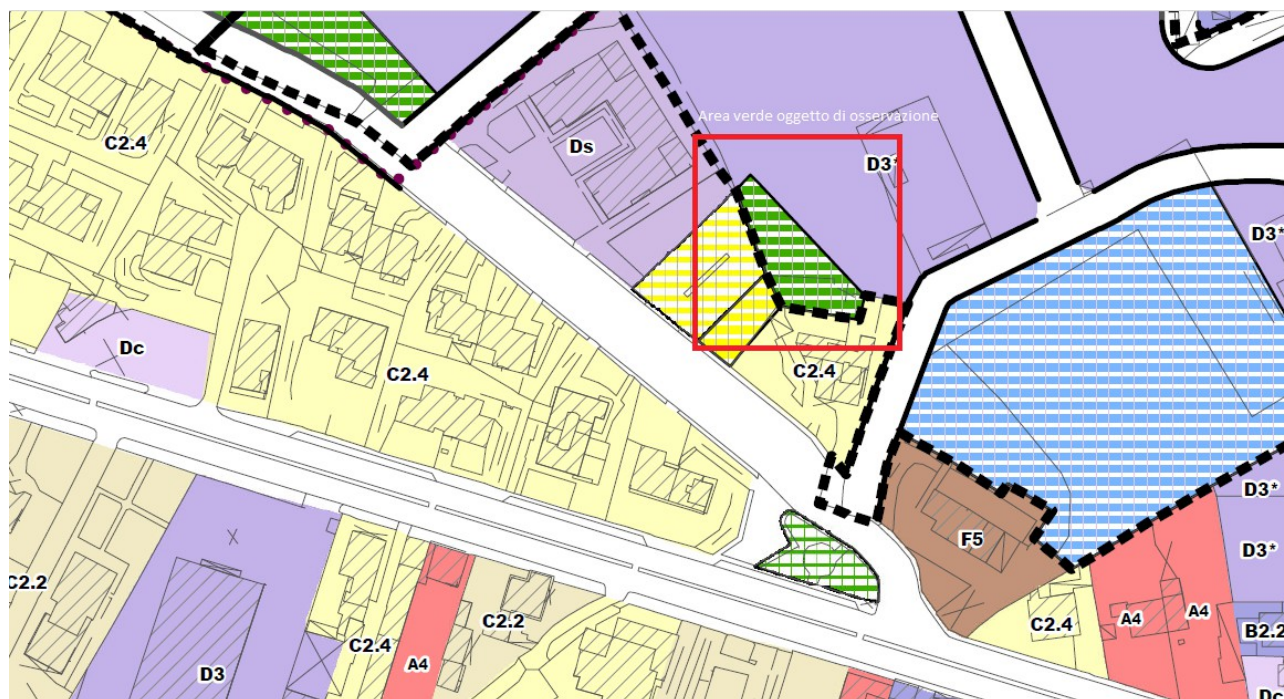 Area verde oggetto di osservazione
C2.4
Ds
D3*
D3*
Dc
C2.4
C2.4
D3*
F5
D3*
C2.2
C2.2
C2.4
A4
A4
B2.2
C2.4
A4
D3
Dc